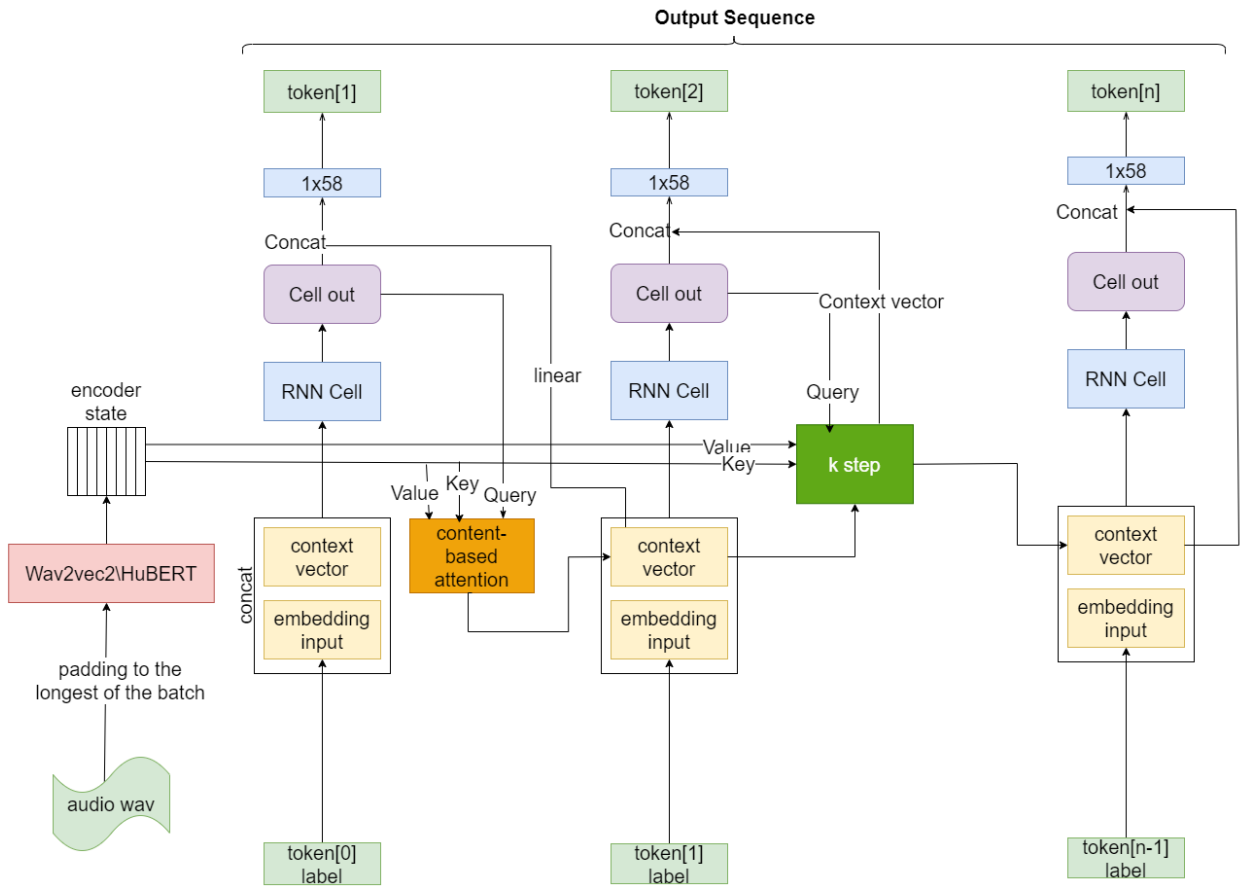 Output Sequence
token[1]
token[2]
token[n]
1x58
1x58
1x58
Concat
Concat
Concat
Cell out
Cell out
Cell out
Context vector
linear
RNN Cell
RNN Cell
RNN Cell
Query
encoder
state
Value
Key
k step
Value
Key
Query
Wav2vec2\HuBERT
concat
context
vector
embedding
input
content-
based
attention
context
vector
embedding
input
context
vector
embedding
input
padding to the
longest of the batch
audio wav
token[0]
label
token[1]
label
token[n-1]
label